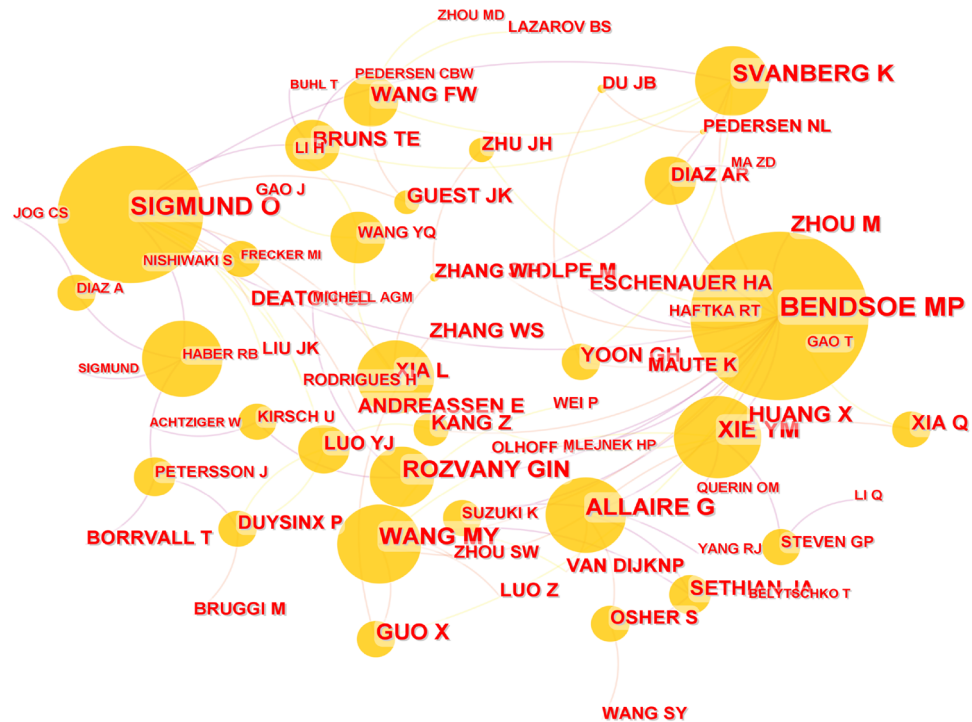 ZHOU MD
LAZAROV BS
PEDERSEN CBW
SVANBERG K
BUHL T
WANG FW
DU JB
PEDERSEN NL
BRUNS TE
LI H
ZHU JH
MA ZD
DIAZ AR
GAO J
GUEST JK
SIGMUND O
JOG CS
ZHOU M
WANG YQ
FRECKER MI
NISHIWAKI S
ZHANG WH
ESCHENAUER HA
DIAZ A
MICHELL AGM
BENDSOE MP
HAFTKA RT
ZHANG WS
GAO T
LIU JK
HABER RB
YOON GH
MAUTE K
SIGMUND
XIA L
RODRIGUES H
ANDREASSEN E
WEI P
KIRSCH U
ACHTZIGER W
KANG Z
HUANG X
XIE YM
XIA Q
LUO YJ
OLHOFF
MLEJNEK HP
PETERSSON J
ROZVANY GIN
QUERIN OM
LI Q
ALLAIRE G
SUZUKI K
DUYSINX P
BORRVALL T
WANG MY
ZHOU SW
YANG RJ
STEVEN GP
VAN DIJKNP
LUO Z
SETHIAN JA
BELYTSCHKO T
BRUGGI M
OSHER S
GUO X
WANG SY